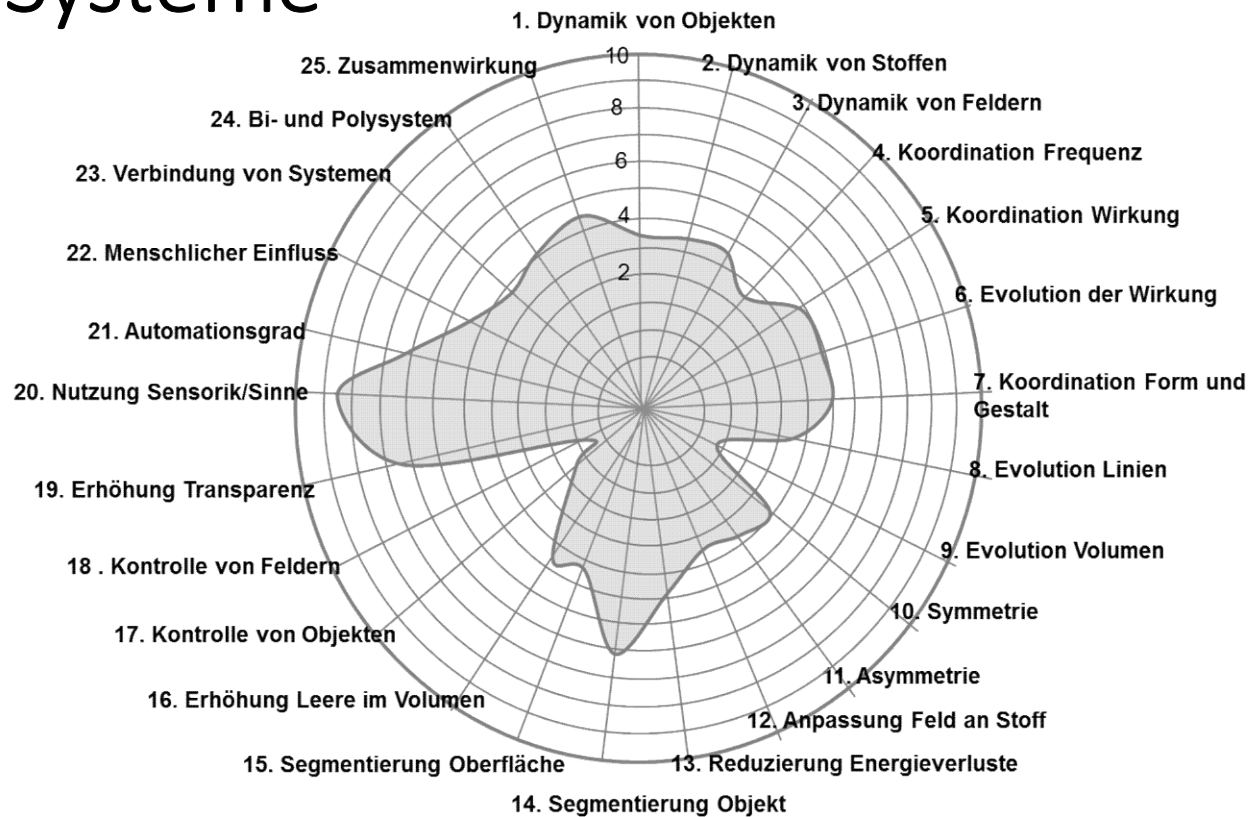 Systeme
1. Dynamik von Objekten
2. Dynamik von Stoffen
3. Dynamik von Feldern
4. Koordination Frequenz
5. Koordination Wirkung
6. Evolution der Wirkung
7. Koordination Form und
Gestalt
8. Evolution Linien
9. Evolution Volumen
10. Symmetrie
11. Asymmetrie
12. Anpassung Feld an Stoff
13. Reduzierung Energieverluste
14. Segmentierung Objekt
15. Segmentierung Oberfläche
16. Erhöhung Leere im Volumen
17. Kontrolle von Objekten
18 . Kontrolle von Feldern
19. Erhöhung Transparenz
20. Nutzung Sensorik/Sinne
21. Automationsgrad
22. Menschlicher Einfluss
23. Verbindung von Systemen
24. Bi- und Polysystem
25. Zusammenwirkung
10
8
6
4
2